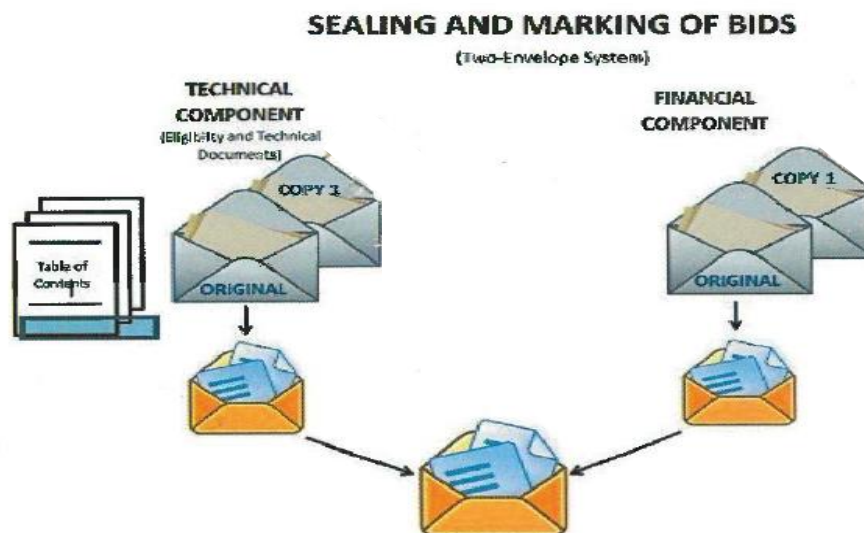 SEALING AND MARKING OF BIDS
(Two-Envelope System)
TECHNICAL
COMPONENT
(Eligibility and Technical
Documents)
FINANCIAL
COMPONENT
COPY 1
COPY 1
Table of
Contents
ORIGINAL
ORIGINAL